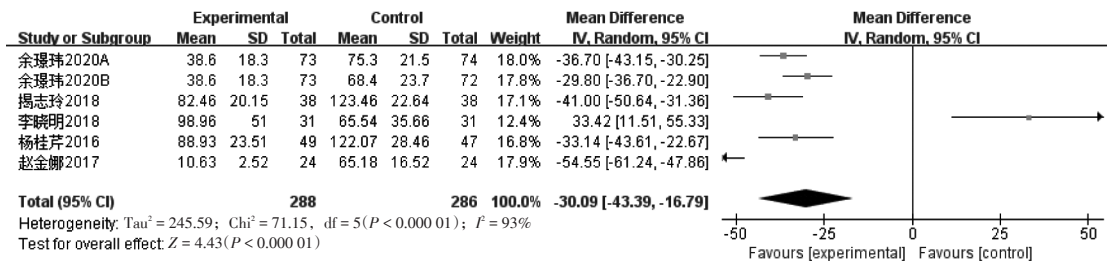 Experimental Control Mean Difference Mean Difference
Study or Subgroup Mean SD Total Mean SD Total Weight IV, Random, 95% CI IV, Random, 95% CI
余璟玮2020A 38.6 18.3 73 75.3 21.5 74 18.0% -36.70 [-43.15, -30.25]
余璟玮2020B 38.6 18.3 73 68.4 23.7 72 17.8% -29.80 [-36.70, -22.90]
揭志玲2018 82.46 20.15 38 123.46 22.64 38 17.1% -41.00 [-50.64, -31.36]
李晓明2018 98.96 51 31 65.54 35.66 31 12.4% 33.42 [11.51, 55.33]
杨桂芹2016 88.93 23.51 49 122.07 28.46 47 16.8% -33.14 [-43.61, -22.67]
赵金娜2017 10.63 2.52 24 65.18 16.52 24 17.9% -54.55 [-61.24, -47.86]
Total (95% CI) 288 286 100.0% -30.09 [-43.39, -16.79]
Heterogeneity: Tau² = 245.59; Chi² = 71.15, df = 5(P < 0.000 01); I² = 93%
Test for overall effect: Z = 4.43(P < 0.000 01)
-50 -25 0 25 50
Favours [experimental] Favours [control]